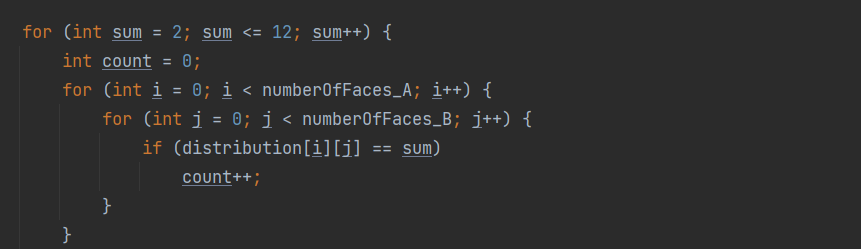 for (int sum = 2; sum <= 12; sum++) {
    int count = 0;
    for (int i = 0; i < numberOfFaces_A; i++) {
        for (int j = 0; j < numberOfFaces_B; j++) {
            if (distribution[i][j] == sum)
                count++;
        }
    }